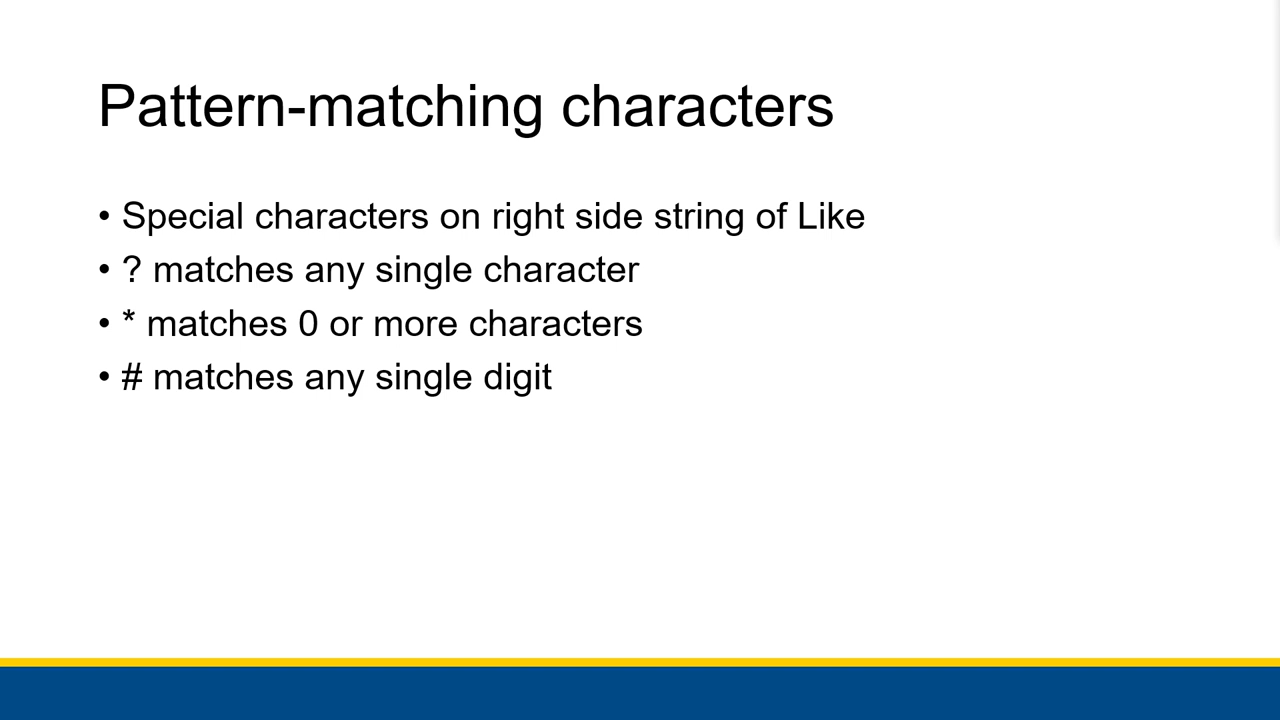 Pattern-matching characters
• Special characters on right side string of Like
• ? matches any single character
• * matches 0 or more characters
• # matches any single digit